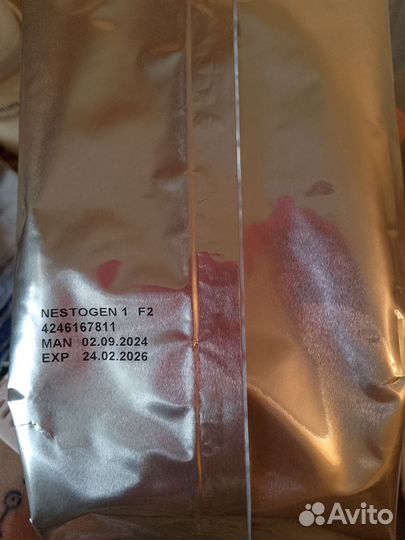 NESTOGEN 1 F2
4246167811
MAN 02.09.2024
EXP 24.02.2026
Avito